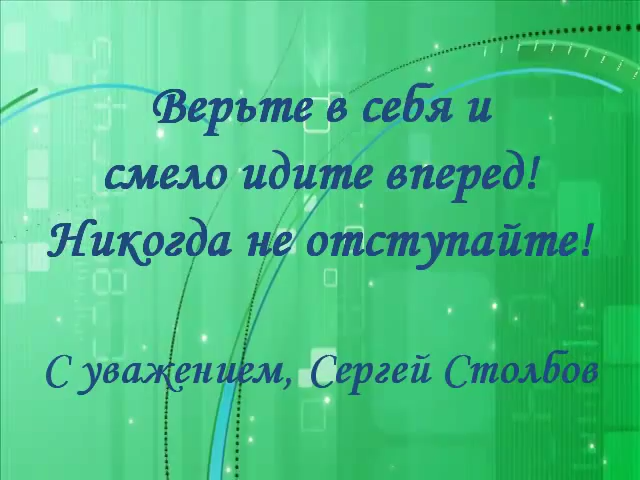 Верьте в себя и
смело идите вперед!
Никогда не отступайте!
С уважением, Сергей Столбов